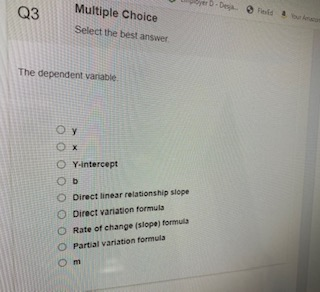 Q3
Multiple Choice
Select the best answer.
The dependent variable.
y
x
Y-intercept
b
Direct linear relationship slope
Direct variation formula
Rate of change (slope) formula
Partial variation formula
m